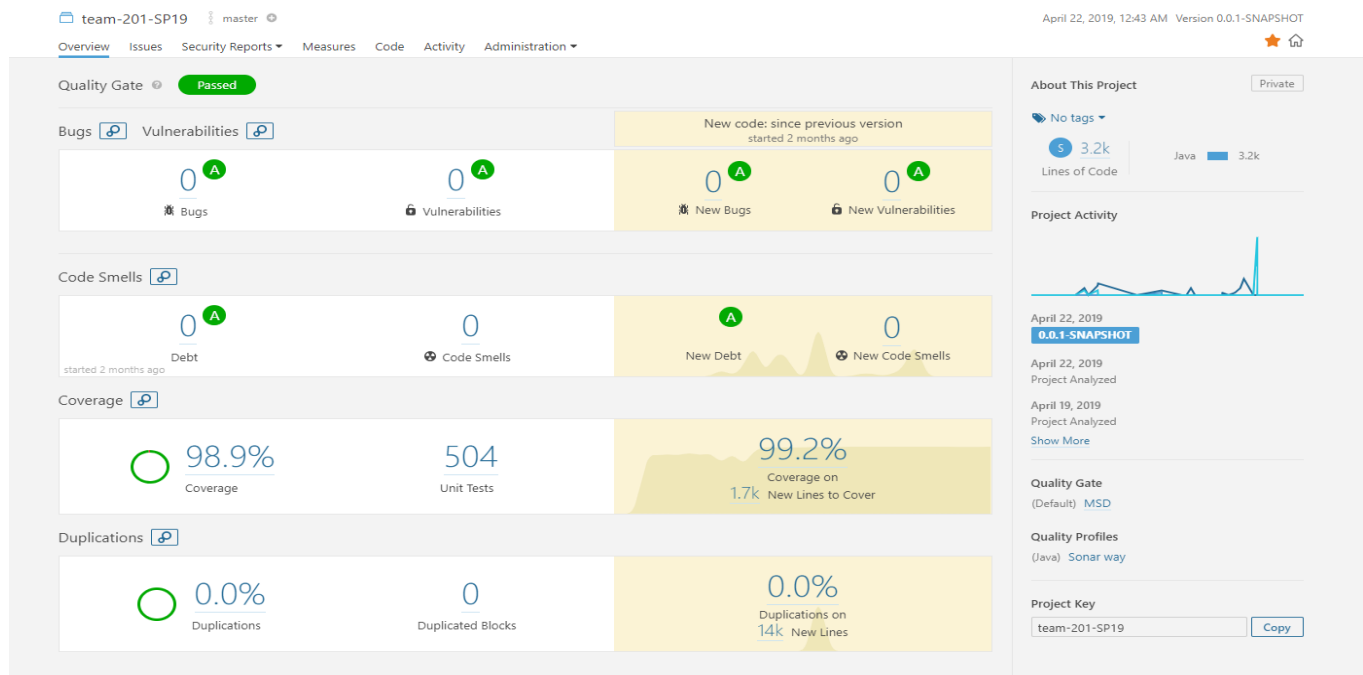 team-201-SP19 master
April 22, 2019, 12:43 AM Version 0.0.1-SNAPSHOT
Overview Issues Security Reports Measures Code Activity Administration
Quality Gate Passed
Bugs Vulnerabilities
New code: since previous version
started 2 months ago
0 A
Bugs
0 A
Vulnerabilities
0 A
New Bugs
0 A
New Vulnerabilities
Code Smells
0 A
Debt
started 2 months ago
0
Code Smells
A
New Debt
0
New Code Smells
Coverage
98.9%
Coverage
504
Unit Tests
99.2%
Coverage on
1.7k New Lines to Cover
Duplications
0.0%
Duplications
0
Duplicated Blocks
0.0%
Duplications on
14k New Lines
About This Project Private
No tags
S 3.2k
Lines of Code
Java 3.2k
Project Activity
April 22, 2019
0.0.1-SNAPSHOT
April 22, 2019
Project Analyzed
April 19, 2019
Project Analyzed
Show More
Quality Gate
(Default) MSD
Quality Profiles
(Java) Sonar way
Project Key
team-201-SP19 Copy